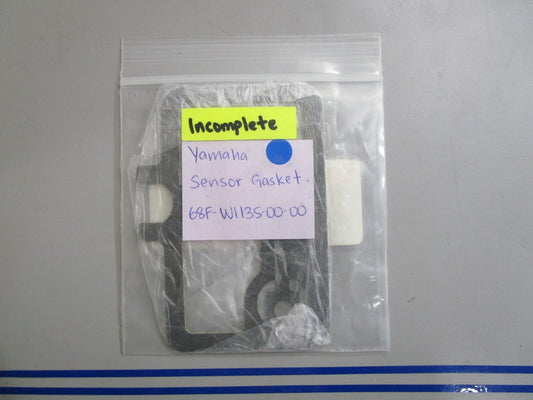 Incomplete
Yamaha
Sensor Gasket.
68F-W1135-00-00